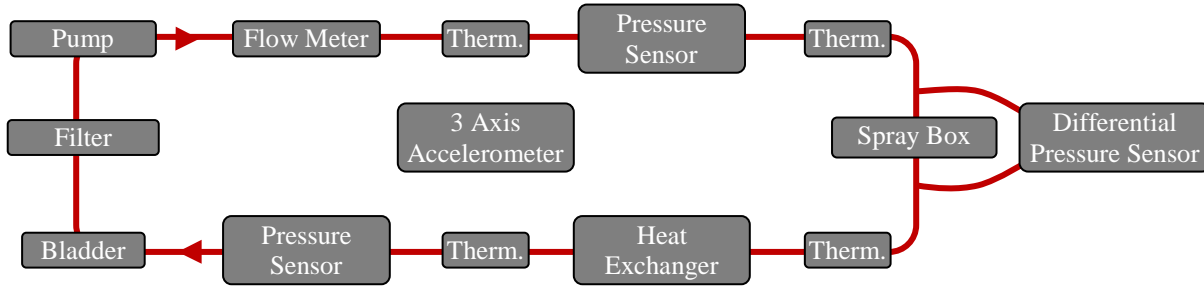 Pump
Flow Meter
Therm.
Pressure
Sensor
Therm.
Filter
3 Axis
Accelerometer
Spray Box
Differential
Pressure Sensor
Bladder
Pressure
Sensor
Therm.
Heat
Exchanger
Therm.